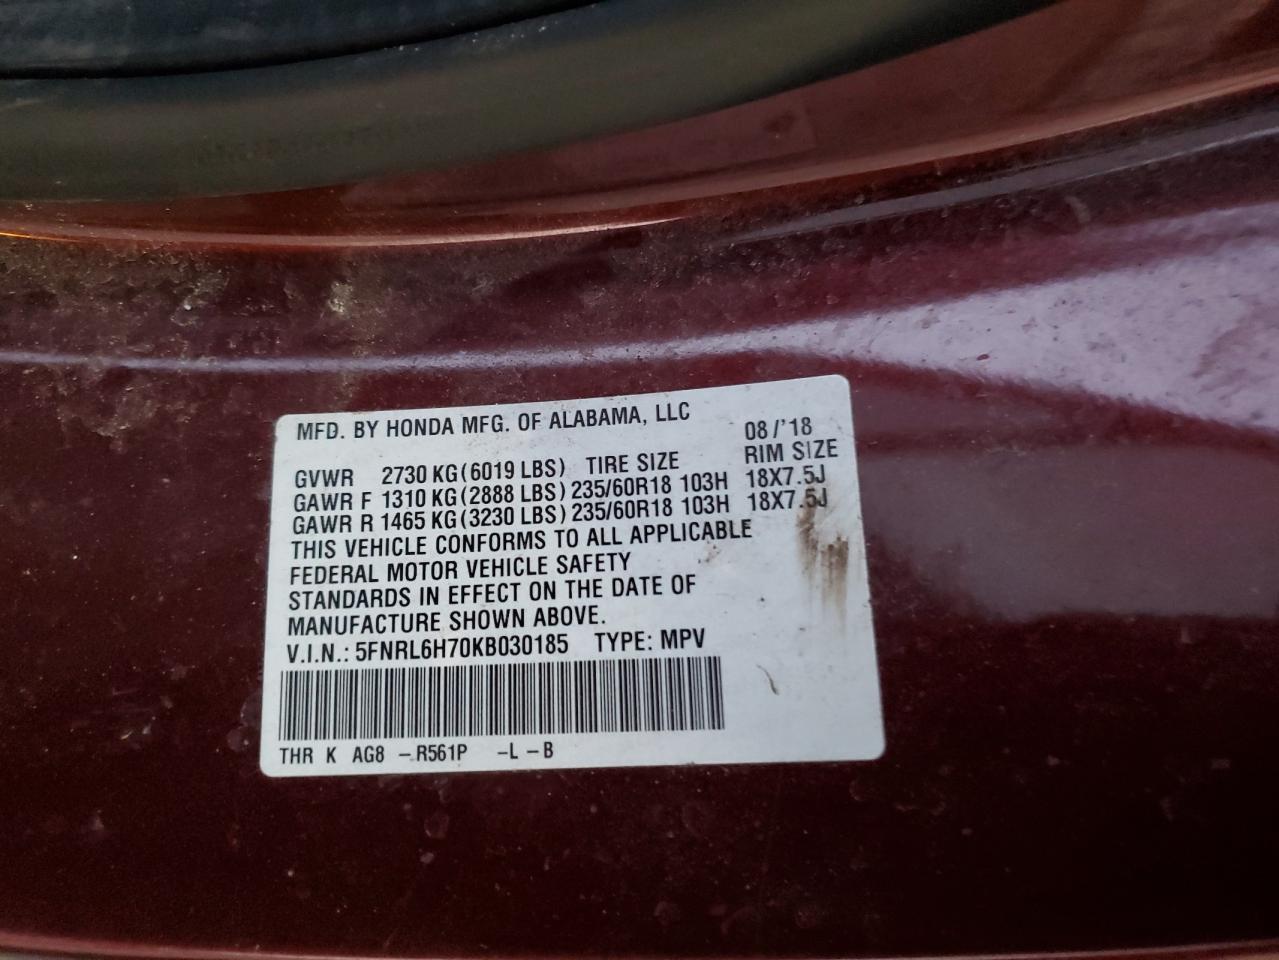 MFD. BY HONDA MFG. OF ALABAMA, LLC 08/'18
GVWR 2730 KG(6019 LBS) TIRE SIZE RIM SIZE
GAWR F 1310 KG(2888 LBS) 235/60R18 103H 18X7.5J
GAWR R 1465 KG(3230 LBS) 235/60R18 103H 18X7.5J
THIS VEHICLE CONFORMS TO ALL APPLICABLE
FEDERAL MOTOR VEHICLE SAFETY
STANDARDS IN EFFECT ON THE DATE OF
MANUFACTURE SHOWN ABOVE.
V.I.N.: 5FNRL6H70KB030185 TYPE: MPV
THR K AG8 -R561P -L-B